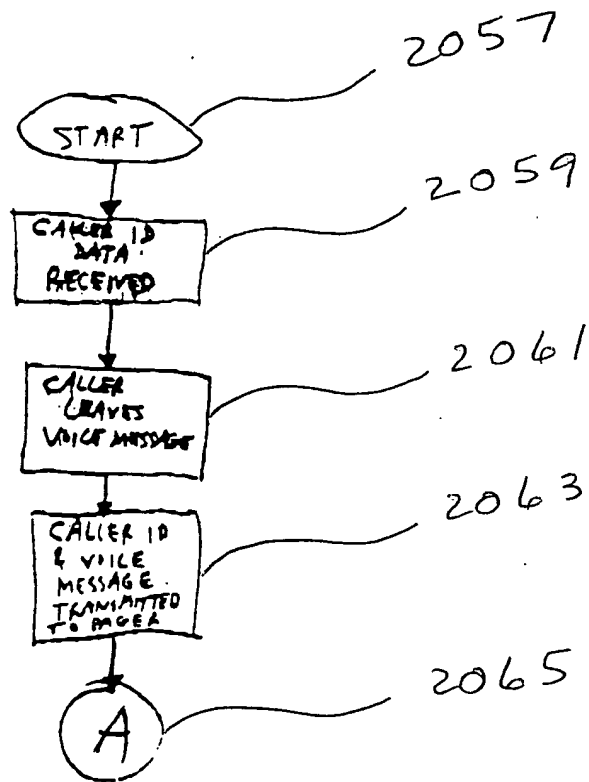 2057
START
2059
CALLER ID
DATA
RECEIVED
2061
CALLER
LEAVES
VOICE MESSAGE
2063
CALLER ID
& VOICE
MESSAGE
TRANSMITTED
TO PAGER
2065
A